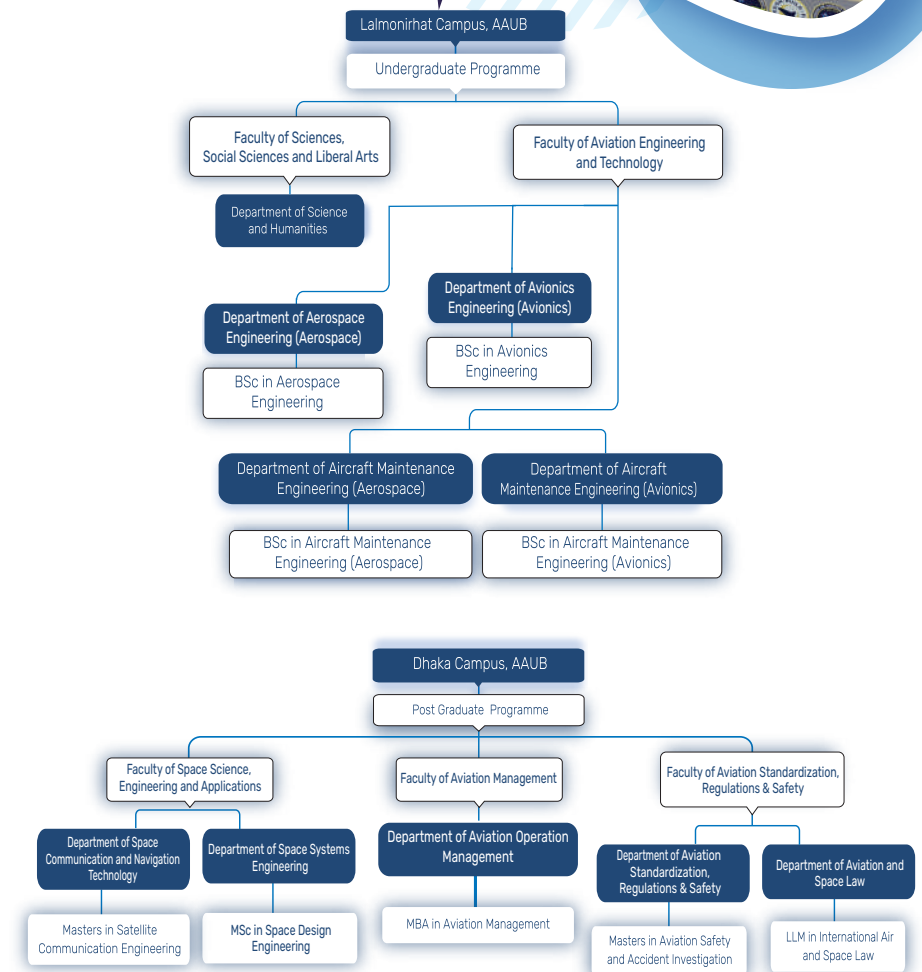 Lalmonirhat Campus, AAUB
Undergraduate Programme
Faculty of Sciences,
Social Sciences and Liberal Arts
Faculty of Aviation Engineering
and Technology
Department of Science
and Humanities
Department of Avionics
Engineering (Avionics)
Department of Aerospace
Engineering (Aerospace)
BSc in Avionics
Engineering
BSc in Aerospace
Engineering
Department of Aircraft Maintenance
Engineering (Aerospace)
Department of Aircraft
Maintenance Engineering (Avionics)
BSc in Aircraft Maintenance
Engineering (Aerospace)
BSc in Aircraft Maintenance
Engineering (Avionics)
Dhaka Campus, AAUB
Post Graduate Programme
Faculty of Space Science,
Engineering and Applications
Faculty of Aviation Management
Faculty of Aviation Standardization,
Regulations & Safety
Department of Space
Communication and Navigation
Technology
Department of Space Systems
Engineering
Department of Aviation Operation
Management
Department of Aviation
Standardization,
Regulations & Safety
Department of Aviation and
Space Law
Masters in Satellite
Communication Engineering
MSc in Space Design
Engineering
MBA in Aviation Management
Masters in Aviation Safety
and Accident Investigation
LLM in International Air
and Space Law